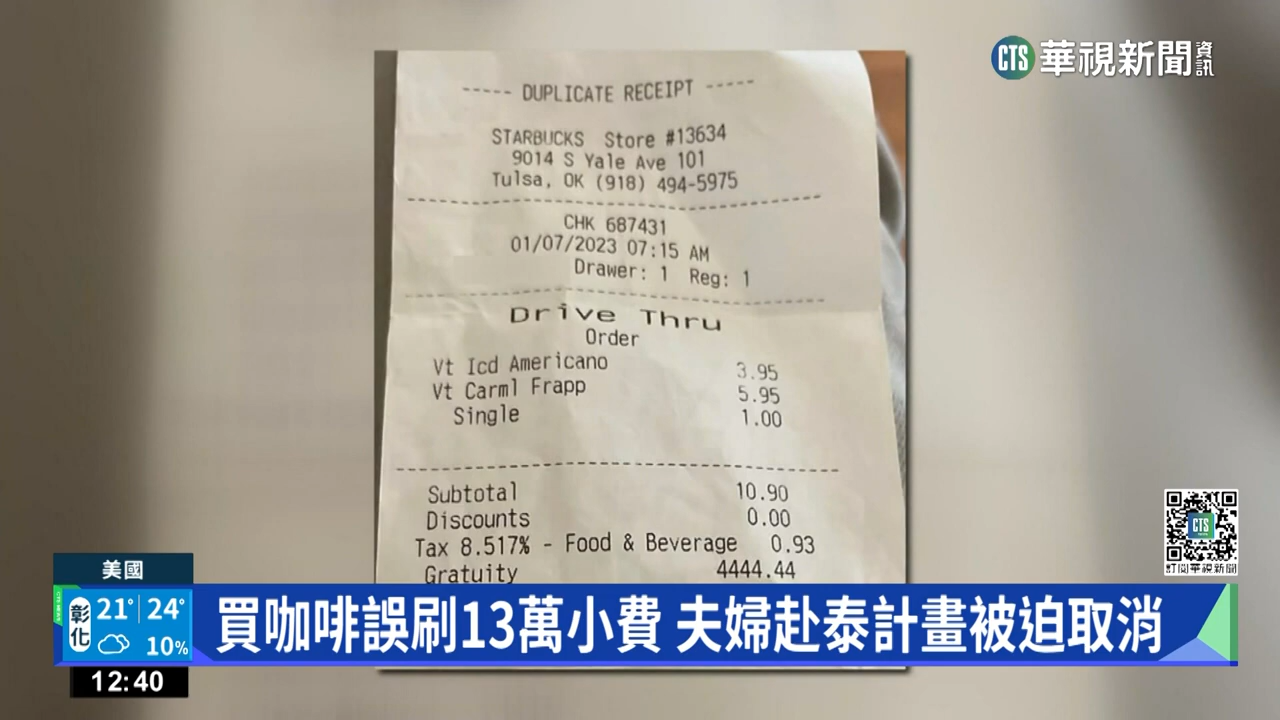 CTS 華視新聞資訊
----- DUPLICATE RECEIPT -----
STARBUCKS Store #13634
9014 S Yale Ave 101
Tulsa, OK (918) 494-5975
CHK 687431
01/07/2023 07:15 AM
Drawer: 1 Reg: 1
Drive Thru
Order
Vt Icd Americano 3.95
Vt Carml Frapp 5.95
Single 1.00
Subtotal 10.90
Discounts 0.00
Tax 8.517% - Food & Beverage 0.93
Gratuity 4444.44
CTS
訂閱華視新聞
美國
彰化 21° 24°
10%
買咖啡誤刷13萬小費 夫婦赴泰計畫被迫取消
12:40